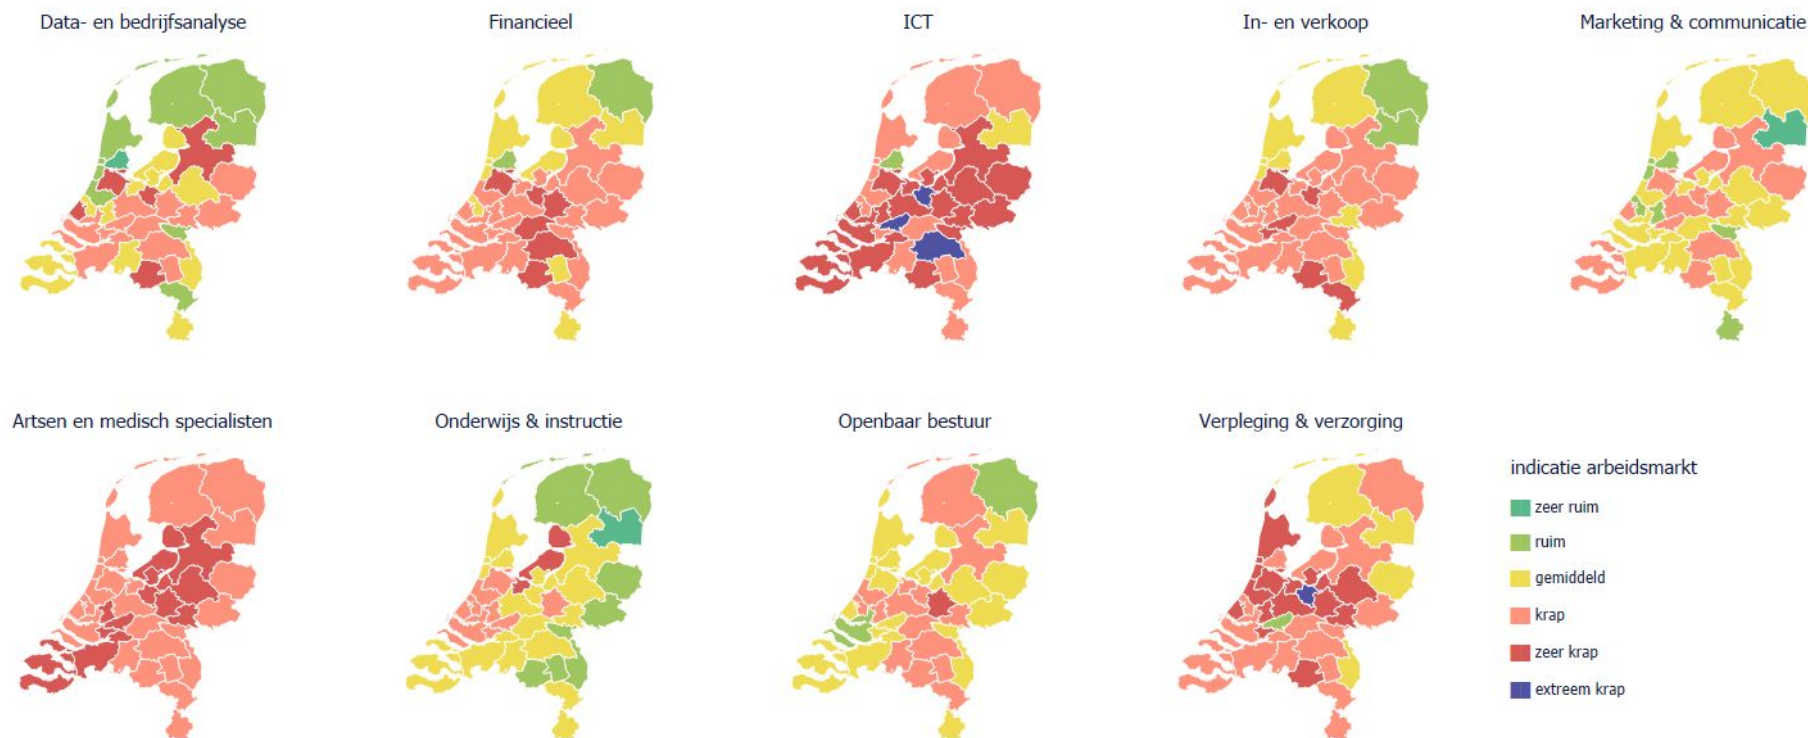 Data- en bedrijfsanalyse
Financieel
ICT
In- en verkoop
Marketing & communicatie
Artsen en medisch specialisten
Onderwijs & instructie
Openbaar bestuur
Verpleging & verzorging
indicatie arbeidsmarkt
zeer ruim
ruim
gemiddeld
krap
zeer krap
extreem krap